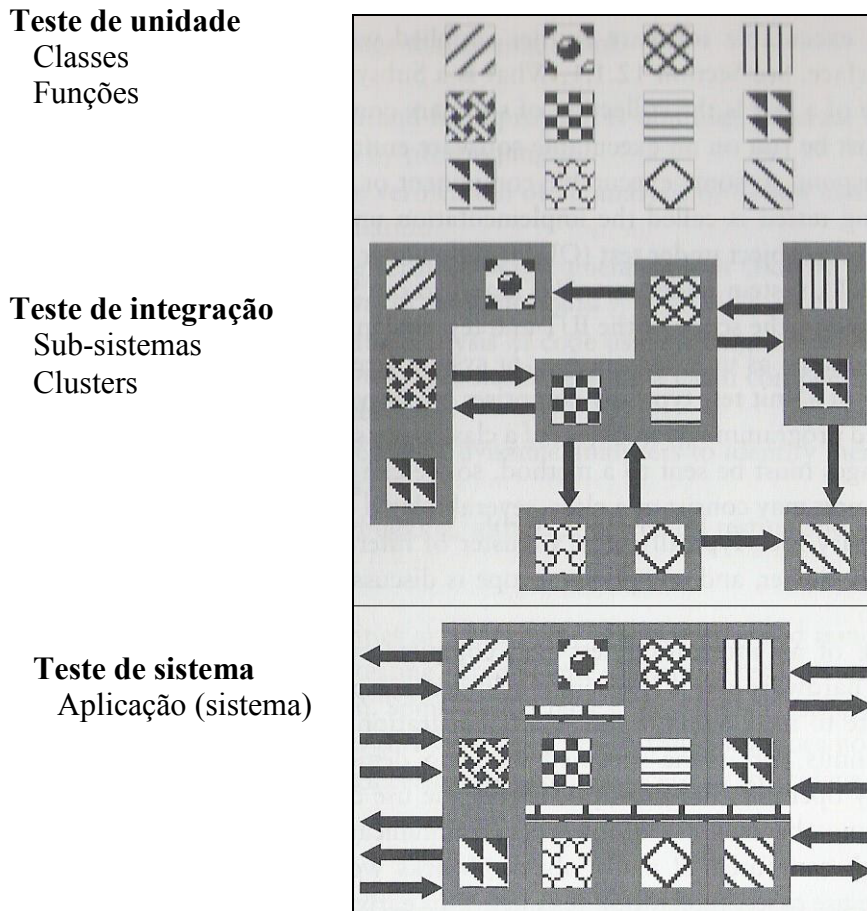 Teste de unidade
Classes
Funções
Teste de integração
Sub-sistemas
Clusters
Teste de sistema
Aplicação (sistema)